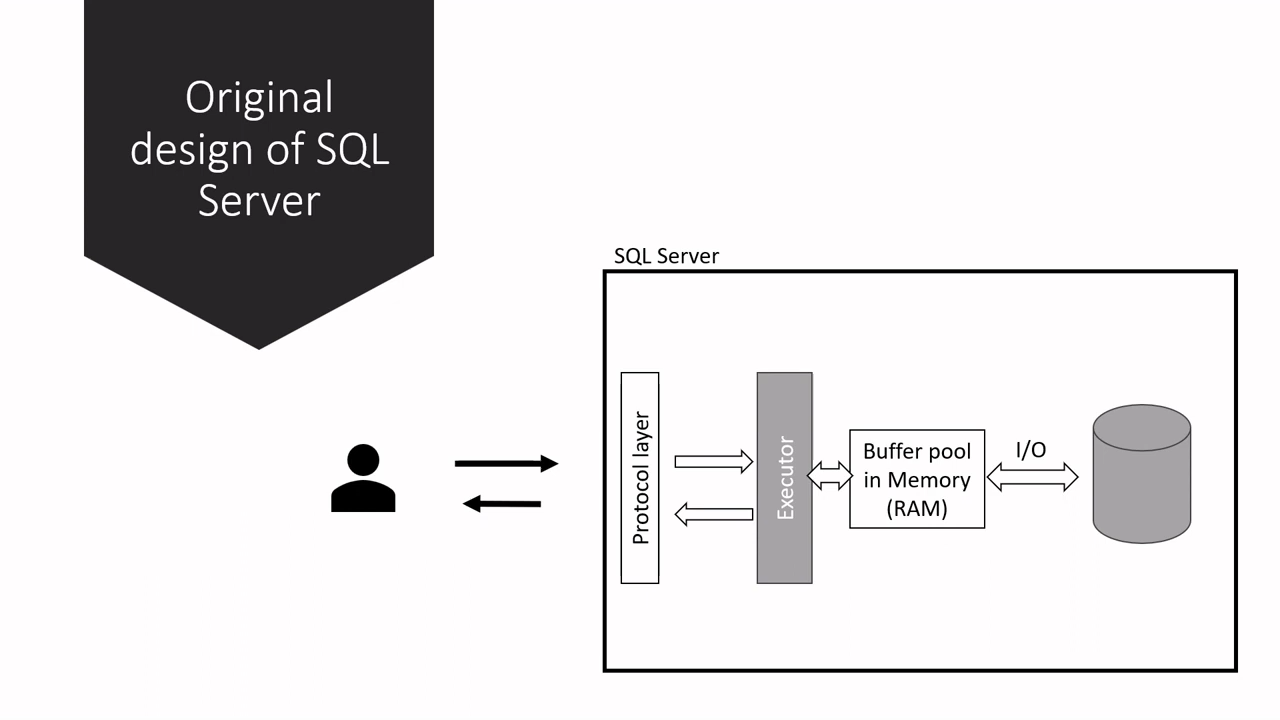 Original
design of SQL
Server
SQL Server
Protocol layer
Executor
Buffer pool
in Memory
(RAM)
I/O